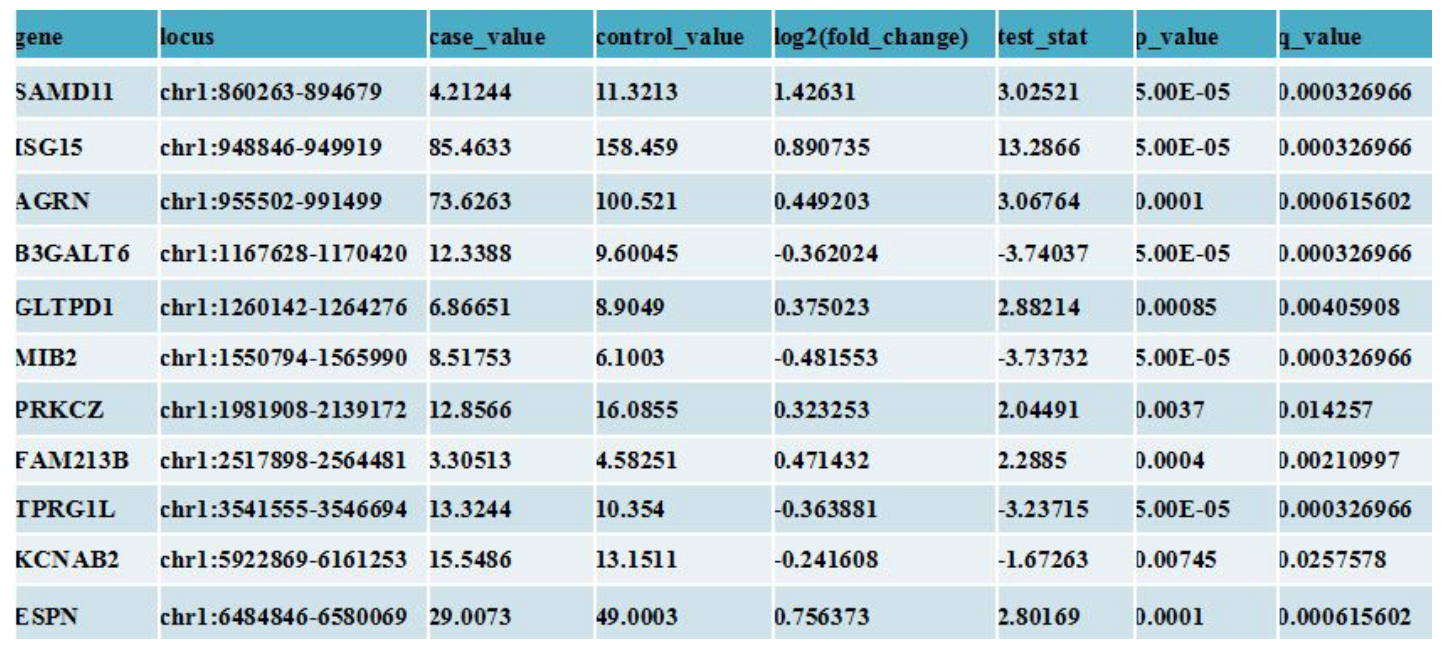 gene locus case_value control_value log2(fold_change) test_stat p_value q_value
SAMD11 chr1:860263-894679 4.21244 11.3213 1.42631 3.02521 5.00E-05 0.000326966
ISG15 chr1:948846-949919 85.4633 158.459 0.890735 13.2866 5.00E-05 0.000326966
AGRN chr1:955502-991499 73.6263 100.521 0.449203 3.06764 0.0001 0.000615602
B3GALT6 chr1:1167628-1170420 12.3388 9.60045 -0.362024 -3.74037 5.00E-05 0.000326966
GLTPD1 chr1:1260142-1264276 6.86651 8.9049 0.375023 2.88214 0.00085 0.00405908
MIB2 chr1:1550794-1565990 8.51753 6.1003 -0.481553 -3.73732 5.00E-05 0.000326966
PRKCZ chr1:1981908-2139172 12.8566 16.0855 0.323253 2.04491 0.0037 0.014257
FAM213B chr1:2517898-2564481 3.30513 4.58251 0.471432 2.2885 0.0004 0.00210997
TPRG1L chr1:3541555-3546694 13.3244 10.354 -0.363881 -3.23715 5.00E-05 0.000326966
KCNAB2 chr1:5922869-6161253 15.5486 13.1511 -0.241608 -1.67263 0.00745 0.0257578
ESPN chr1:6484846-6580069 29.0073 49.0003 0.756373 2.80169 0.0001 0.000615602